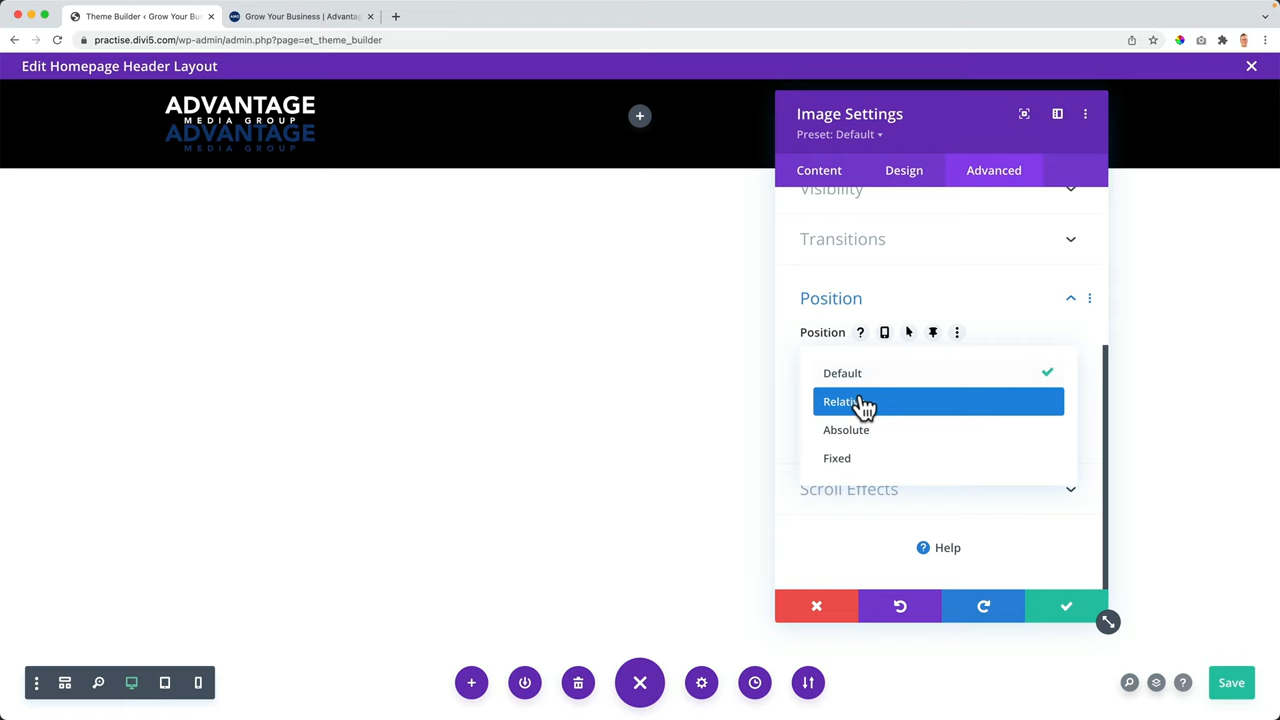 Theme Builder ‹ Grow Your Bu
AMG
Grow Your Business | Advanta
practise.divi5.com/wp-admin/admin.php?page=et_theme_builder
Edit Homepage Header Layout
ADVANTAGE
MEDIA GROUP
ADVANTAGE
MEDIA GROUP
Image Settings
Preset: Default
Content
Design
Advanced
Visibility
Transitions
Position
Position
Default
Relati
Absolute
Fixed
Scroll Effects
Help
Save